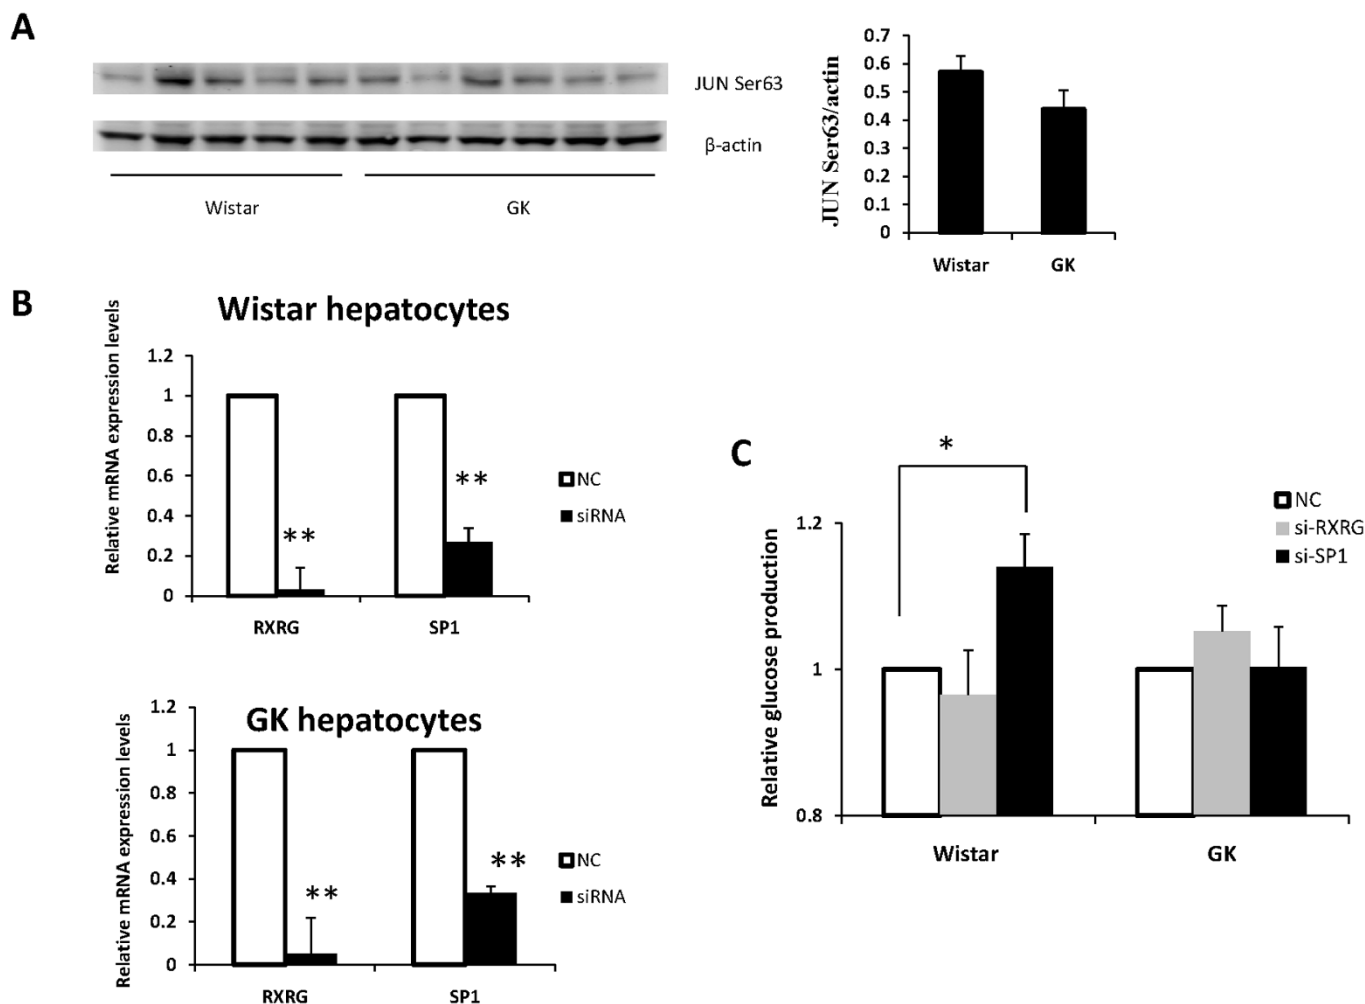 A
JUN Ser63
β-actin
Wistar
GK
JUN Ser63/actin
0.7
0.6
0.5
0.4
0.3
0.2
0.1
0
Wistar
GK
B
Wistar hepatocytes
Relative mRNA expression levels
1.2
1
0.8
0.6
0.4
0.2
0
**
**
NC
siRNA
RXRG
SP1
GK hepatocytes
Relative mRNA expression levels
1.2
1
0.8
0.6
0.4
0.2
0
**
**
NC
siRNA
RXRG
SP1
C
*
NC
si-RXRG
si-SP1
Relative glucose production
1.2
1
0.8
Wistar
GK